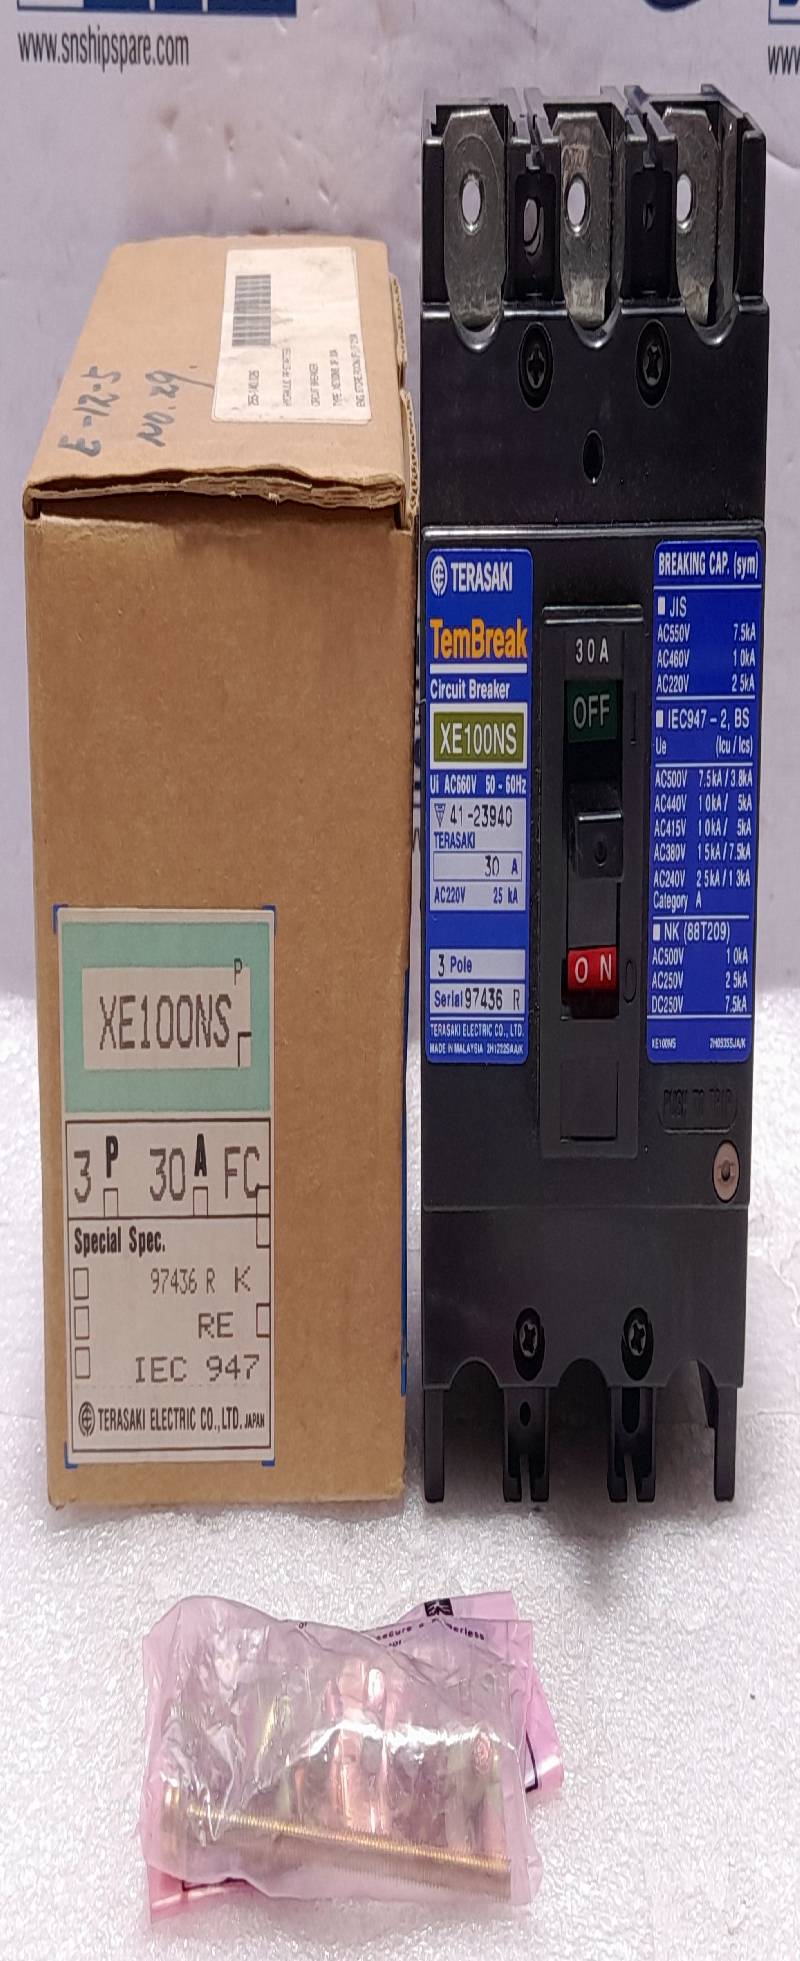 www.snshipspare.com
www
E-12-5
NO. 29.
CIRCUIT BREAKER
XE100NS
P
3 P 30 A FC
Special Spec.
97436 R K
RE
IEC 947
TERASAKI ELECTRIC CO., LTD. JAPAN
TERASAKI
TemBreak
Circuit Breaker
XE100NS
Ui AC660V 50-60Hz
41-23940
TERASAKI
30 A
AC220V 25 kA
3 Pole
Serial 97436 R
TERASAKI ELECTRIC CO., LTD.
MADE IN MALAYSIA
30A
OFF
ON
BREAKING CAP. (sym)
JIS
AC550V 7.5kA
AC460V 10kA
AC220V 25kA
IEC947-2, BS
Ue (Icu / Ics)
AC500V 7.5kA / 3.8kA
AC440V 10kA / 5kA
AC415V 10kA / 5kA
AC380V 15kA / 7.5kA
AC240V 25kA / 13kA
Category A
NK (88T209)
AC500V 10kA
AC250V 25kA
DC250V 7.5kA
XE100NS
PUSH TO TRIP